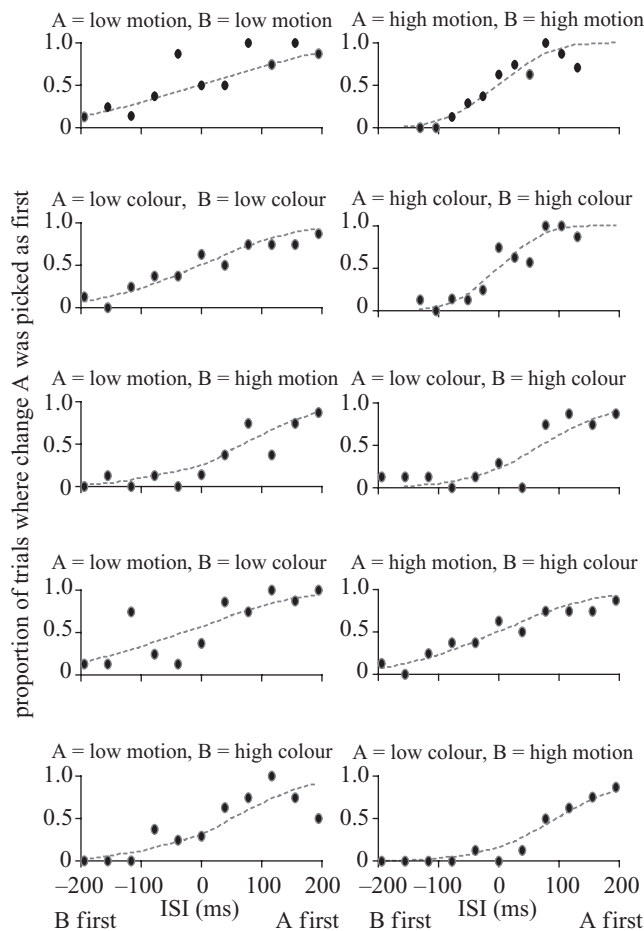 A = low motion, B = low motion
A = high motion, B = high motion
1.0
0.5
0
−200 −100 0 100 200
−200 −100 0 100 200
A = low colour, B = low colour
A = high colour, B = high colour
1.0
0.5
0
A = low motion, B = high motion
A = low colour, B = high colour
1.0
0.5
0
A = low motion, B = low colour
A = high motion, B = high colour
1.0
0.5
0
A = low motion, B = high colour
A = low colour, B = high motion
1.0
0.5
0
ISI (ms)
ISI (ms)
B first
A first
B first
A first
proportion of trials where change A was picked as first